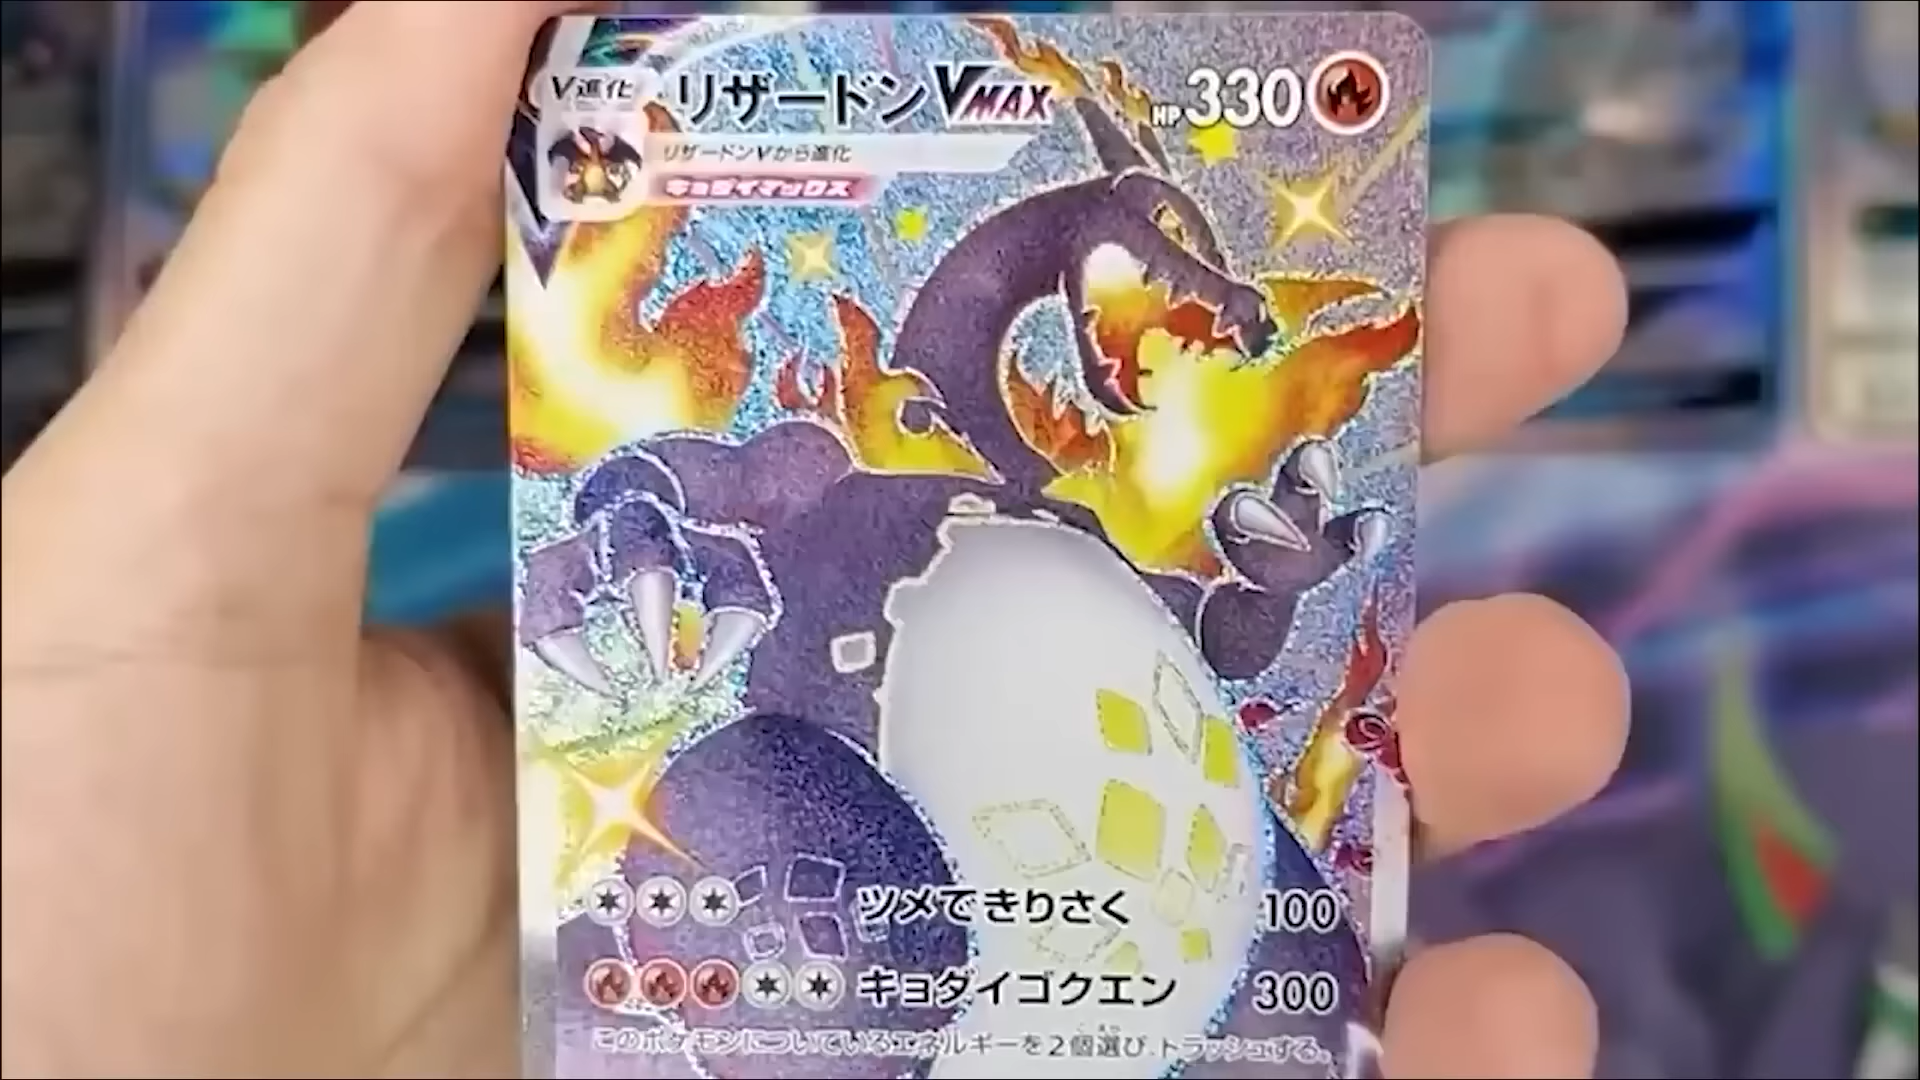 V進化
リザードンVMAX HP330
リザードンVから進化
キョダイマックス
ツメできりさく 100
キョダイゴクエン 300
このポケモンについているエネルギーを2個選び、トラッシュする。